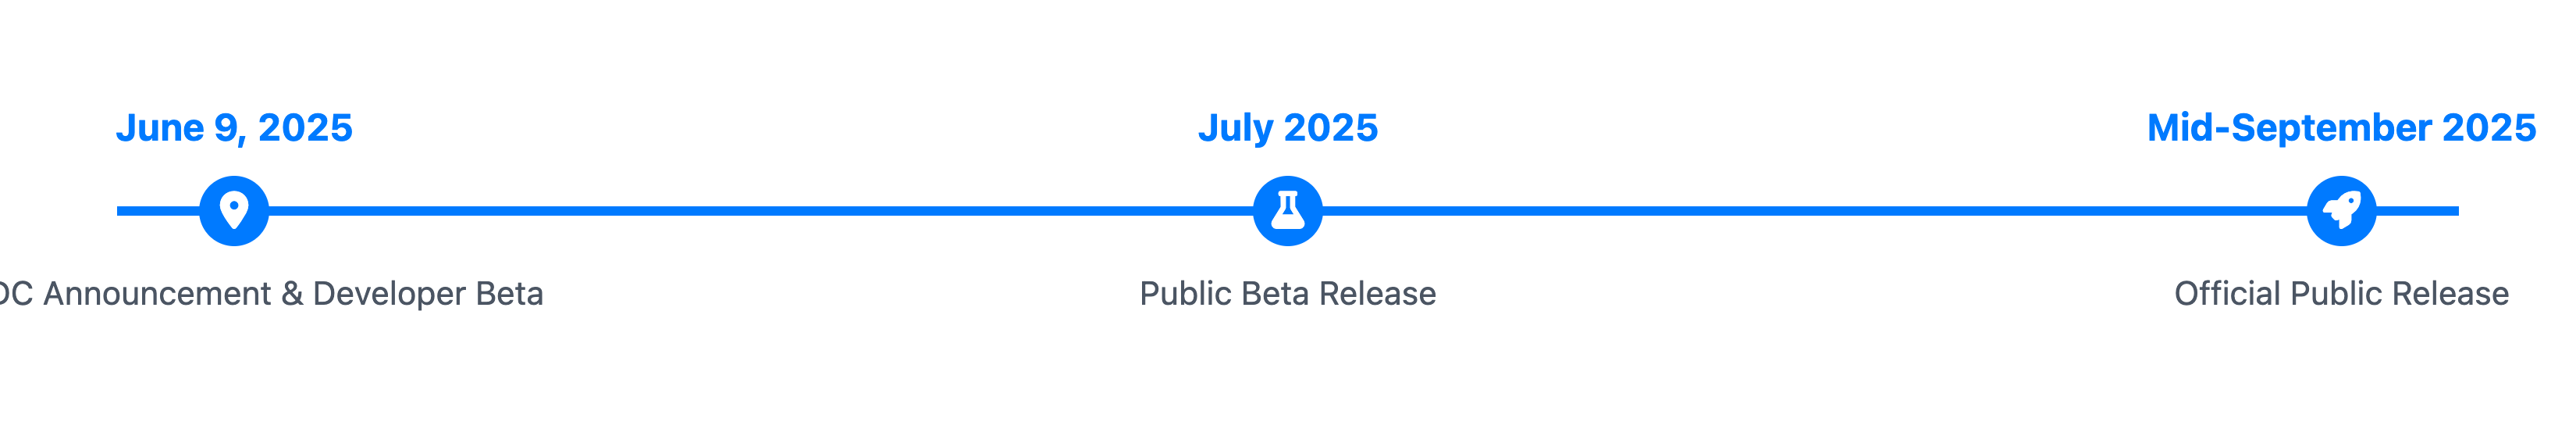 June 9, 2025
July 2025
Mid-September 2025
Announcement & Developer Beta
Public Beta Release
Official Public Release